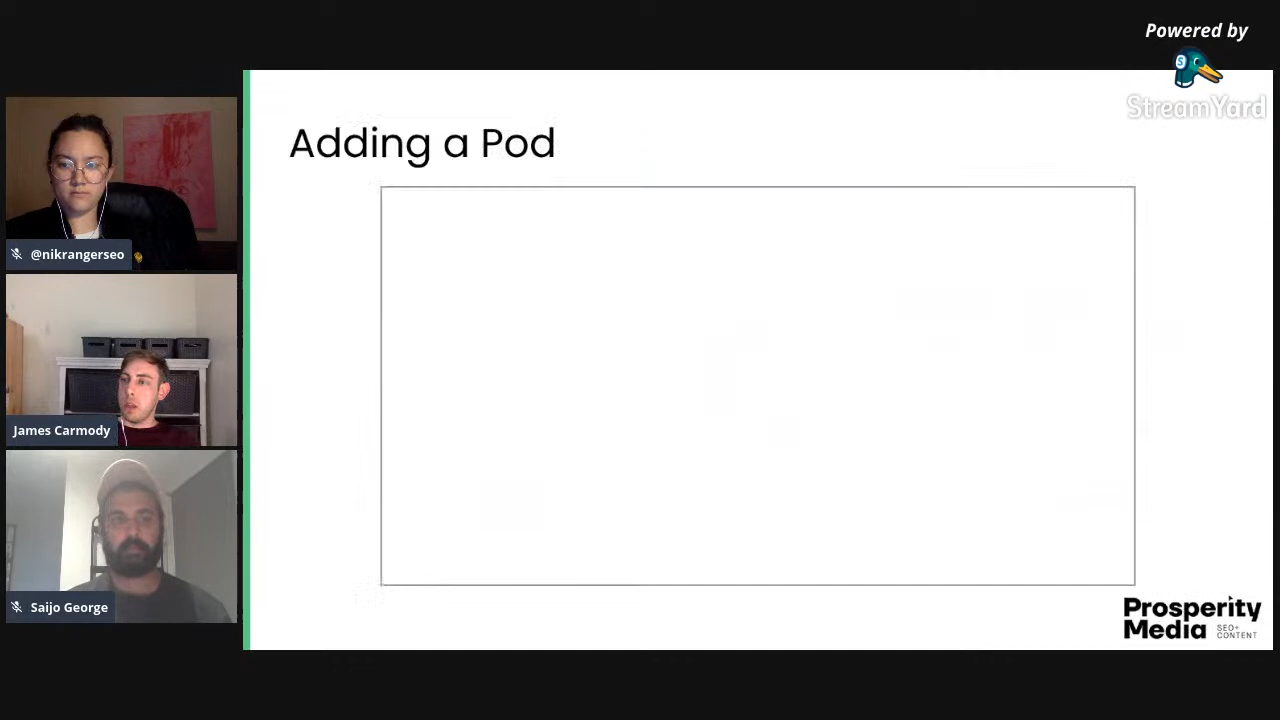 Powered by
StreamYard
Adding a Pod
@nikrangerseo
James Carmody
Saijo George
Prosperity
Media SEO+
CONTENT